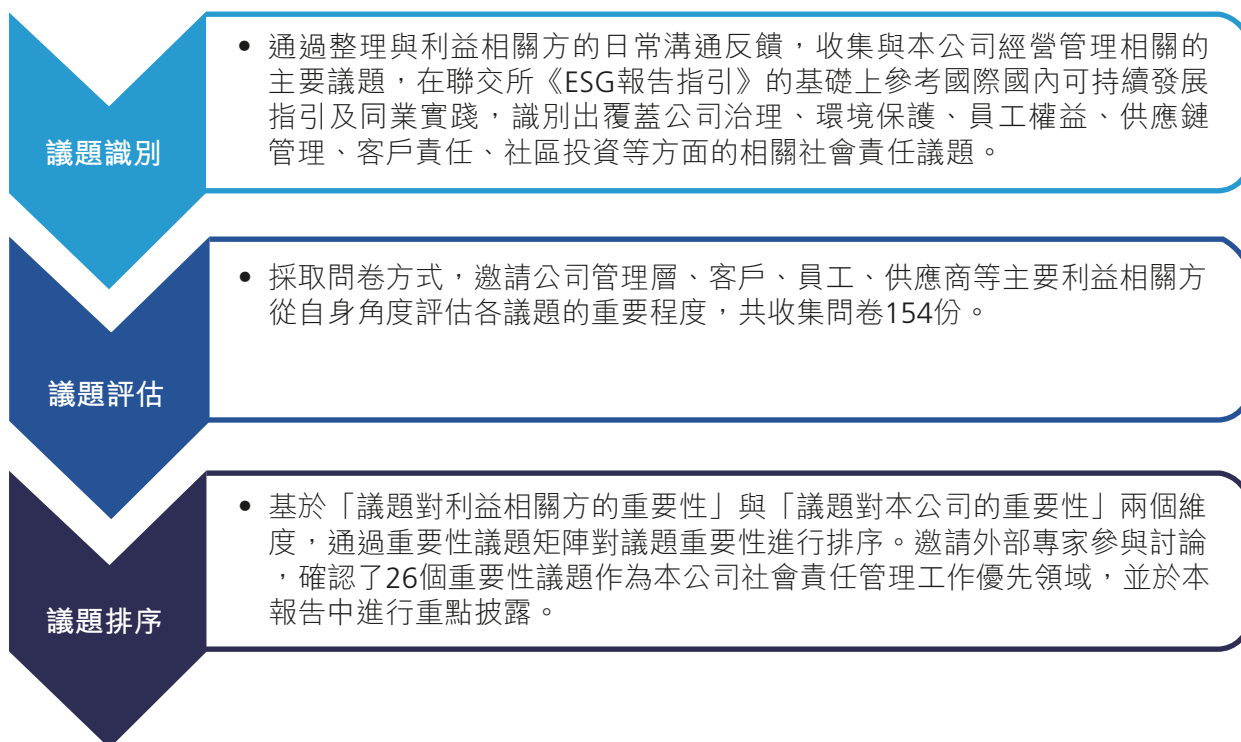 議題識別
• 通過整理與利益相關方的日常溝通反饋，收集與本公司經營管理相關的
主要議題，在聯交所《ESG報告指引》的基礎上參考國際國內可持續發展
指引及同業實踐，識別出覆蓋公司治理、環境保護、員工權益、供應鏈
管理、客戶責任、社區投資等方面的相關社會責任議題。
議題評估
• 採取問卷方式，邀請公司管理層、客戶、員工、供應商等主要利益相關方
從自身角度評估各議題的重要程度，共收集問卷154份。
議題排序
• 基於「議題對利益相關方的重要性」與「議題對本公司的重要性」兩個維
度，通過重要性議題矩陣對議題重要性進行排序。邀請外部專家參與討論
，確認了26個重要性議題作為本公司社會責任管理工作優先領域，並於本
報告中進行重點披露。